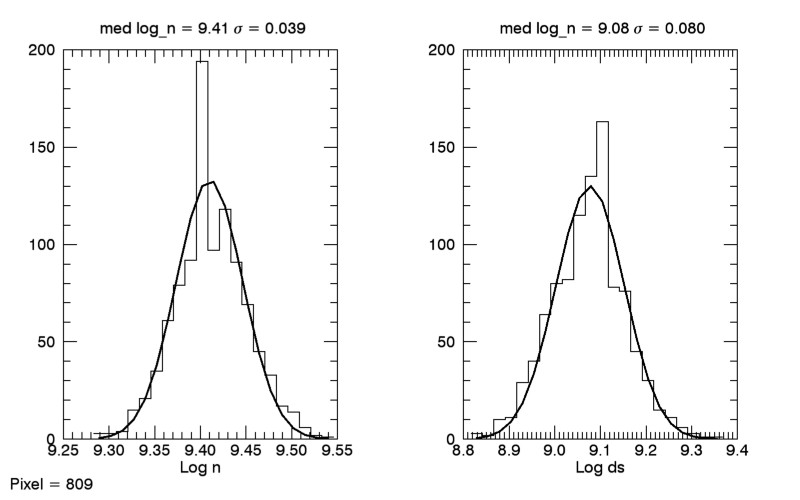 med log_n = 9.41 σ = 0.039
med log_n = 9.08 σ = 0.080
200
150
100
50
0
9.25 9.30 9.35 9.40 9.45 9.50 9.55
Log n
200
150
100
50
0
8.8 8.9 9.0 9.1 9.2 9.3 9.4
Log ds
Pixel = 809